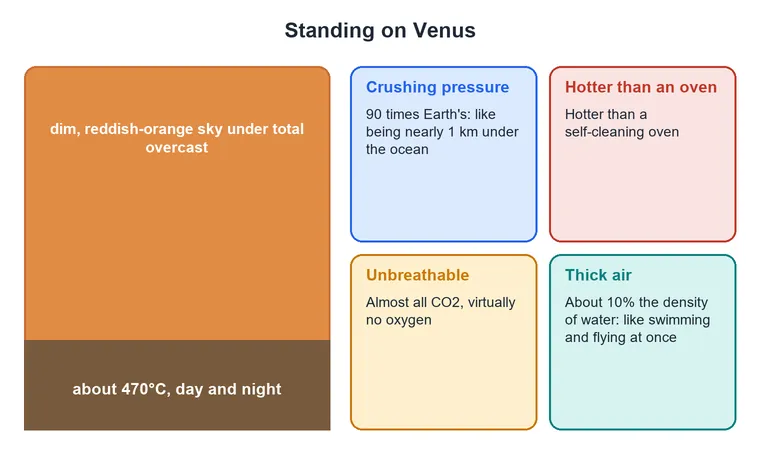 Standing on Venus
dim, reddish-orange sky under total
overcast
about 470°C, day and night
Crushing pressure
90 times Earth's: like
being nearly 1 km under
the ocean
Hotter than an oven
Hotter than a
self-cleaning oven
Unbreathable
Almost all CO2, virtually
no oxygen
Thick air
About 10% the density
of water: like swimming
and flying at once